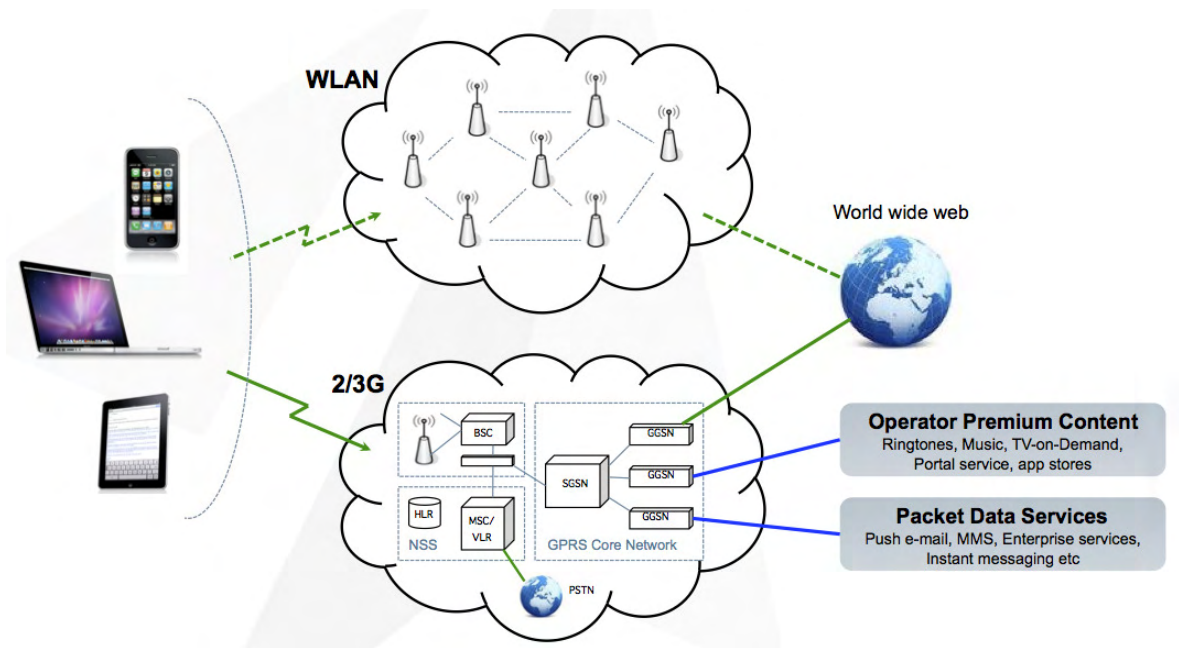 WLAN
World wide web
2/3G
BSC
GGSN
SGSN
GGSN
GGSN
HLR
MSC/
VLR
NSS
GPRS Core Network
PSTN
Operator Premium Content
Ringtones, Music, TV-on-Demand,
Portal service, app stores
Packet Data Services
Push e-mail, MMS, Enterprise services,
Instant messaging etc